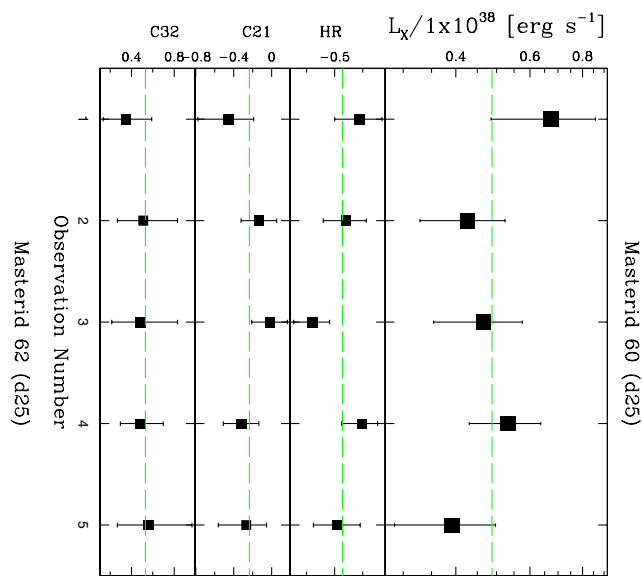 C32
C21
HR
L_X/1x10^38 [erg s^−1]
0.4
0.8
−0.8
−0.4
0
−0.5
0.4
0.6
0.8
1
2
3
4
5
Observation Number
Masterid 62 (d25)
Masterid 60 (d25)